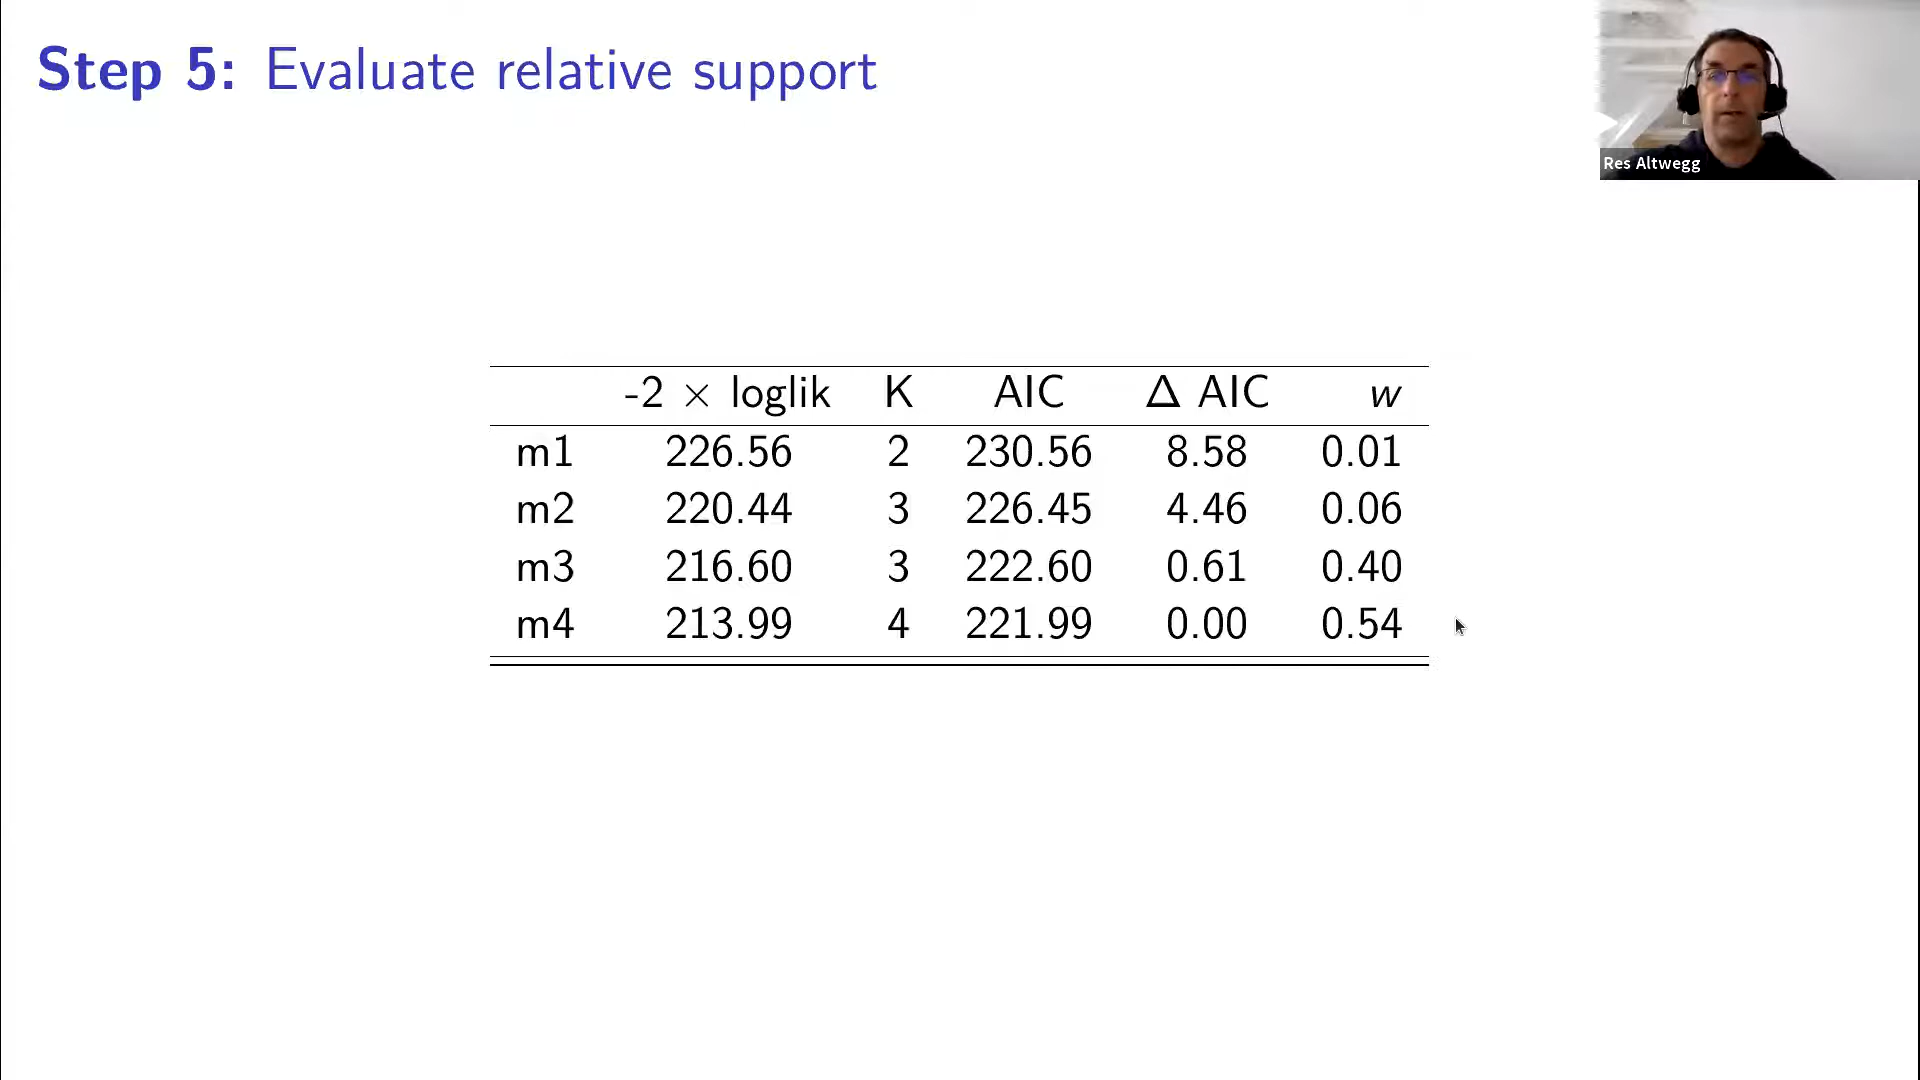 Step 5: Evaluate relative support
Res Altwegg
-2 × loglik K AIC Δ AIC w
m1 226.56 2 230.56 8.58 0.01
m2 220.44 3 226.45 4.46 0.06
m3 216.60 3 222.60 0.61 0.40
m4 213.99 4 221.99 0.00 0.54